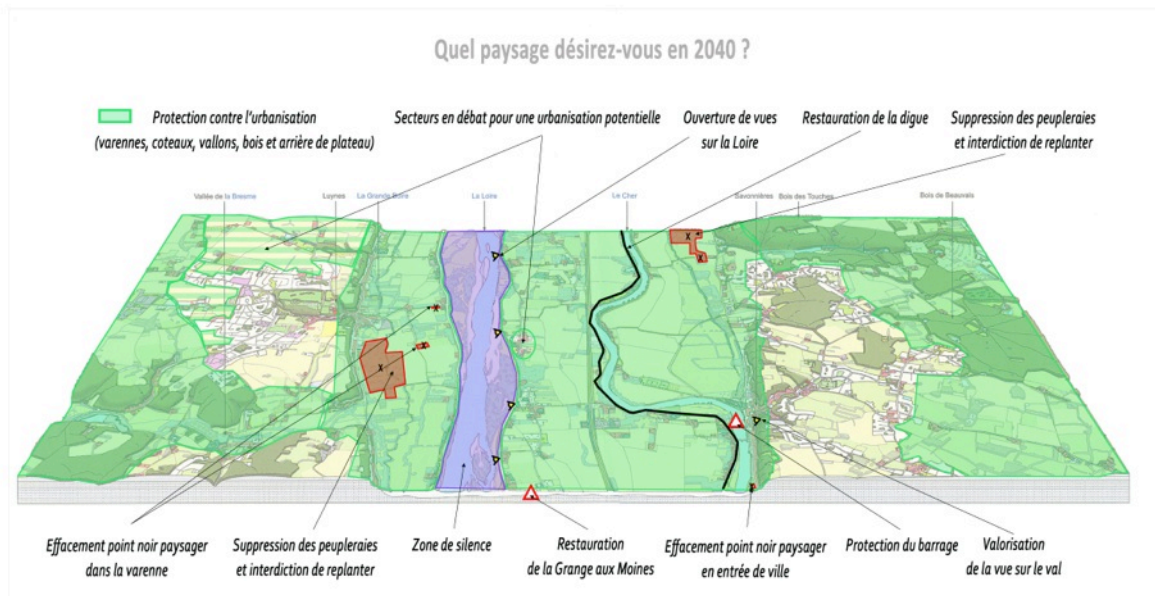 Quel paysage désirez-vous en 2040 ?
Protection contre l'urbanisation
(varennes, coteaux, vallons, bois et arrière de plateau)
Secteurs en débat pour une urbanisation potentielle
Ouverture de vues
sur la Loire
Restauration de la digue
Suppression des peupleraies
et interdiction de replanter
Vallée de la Bresme
Luynes
La Grande Boire
La Loire
Le Cher
Savonnières
Bois des Touches
Bois de Beauvais
Effacement point noir paysager
dans la varenne
Suppression des peupleraies
et interdiction de replanter
Zone de silence
Restauration
de la Grange aux Moines
Effacement point noir paysager
en entrée de ville
Protection du barrage
Valorisation
de la vue sur le val